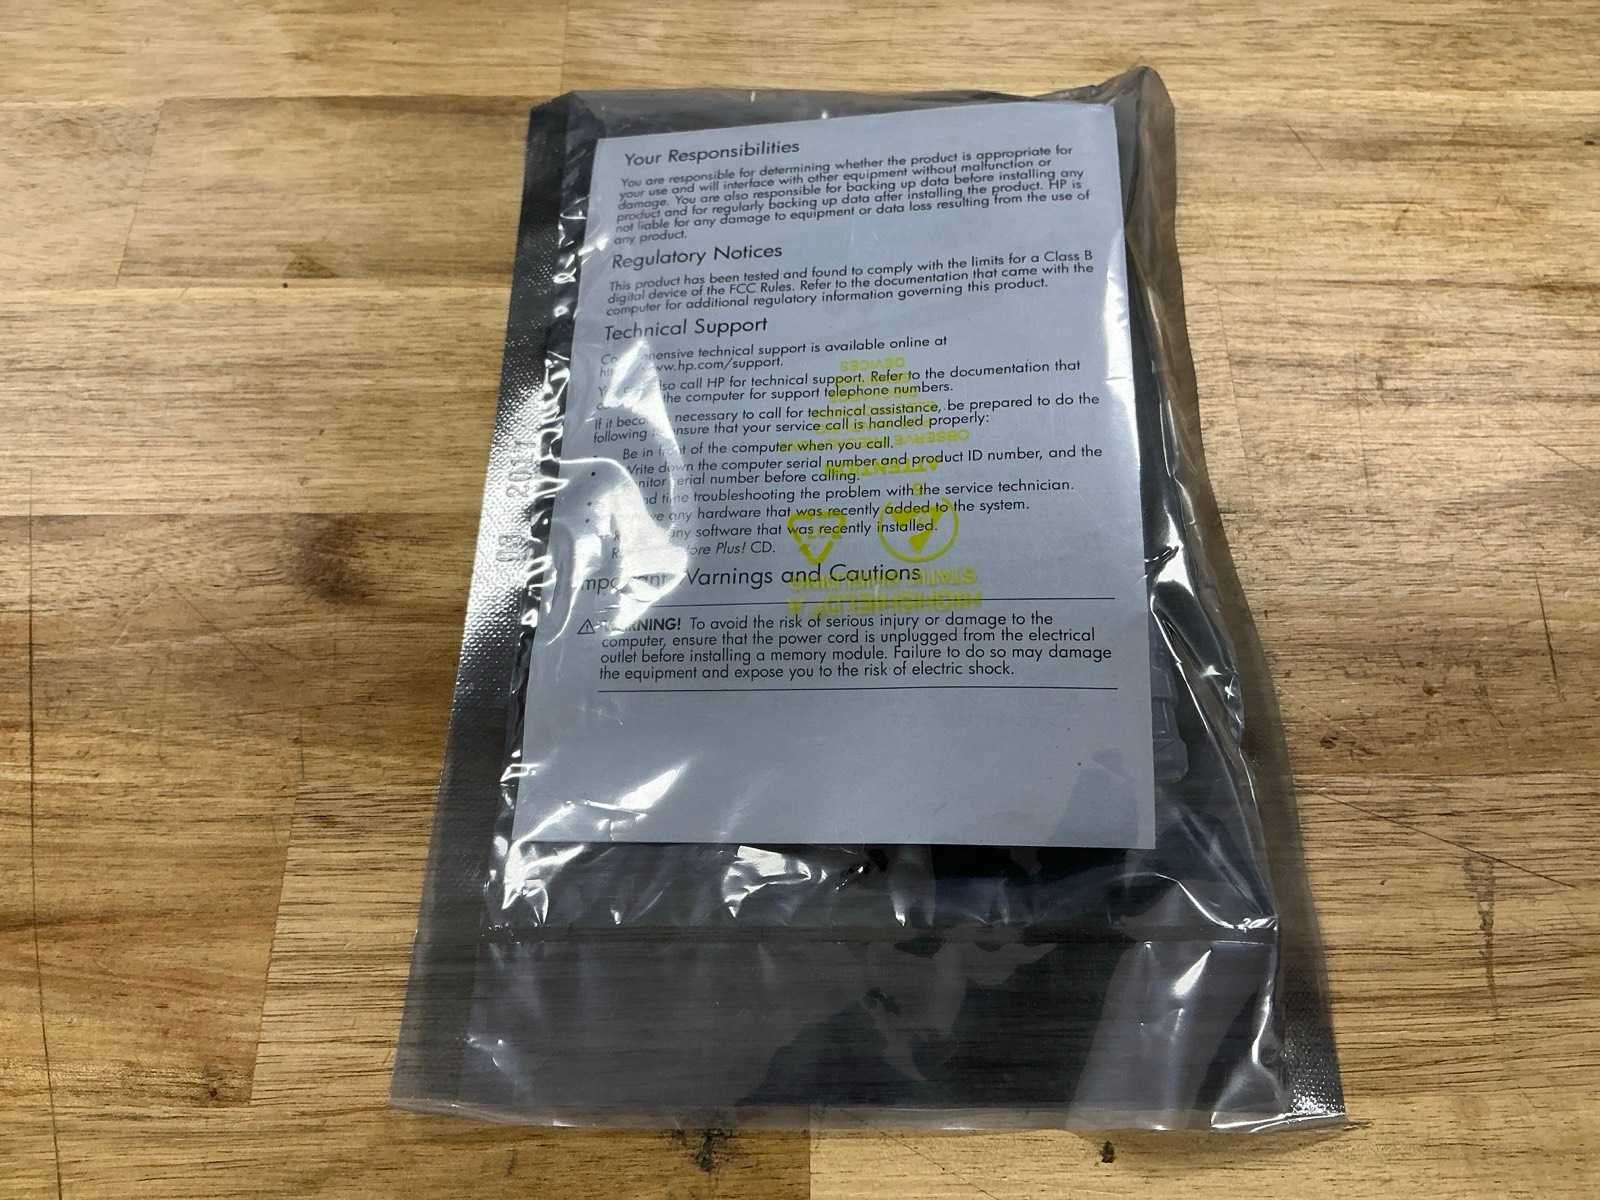 Your Responsibilities
You are responsible for determining whether the product is appropriate for
your use and will interface with other equipment without malfunction or
damage. You are also responsible for backing up data before installing any
product and for regularly backing up data after installing the product. HP is
not liable for any damage to equipment or data loss resulting from the use of
any product.
Regulatory Notices
This product has been tested and found to comply with the limits for a Class B
digital device of the FCC Rules. Refer to the documentation that came with the
computer for additional regulatory information governing this product.
Technical Support
technical support is available online at
www.hp.com/support.
call HP for technical support. Refer to the documentation that
the computer for support telephone numbers.
If it necessary to call for technical assistance, be prepared to do the
following ensure that your service call is handled properly:
Be in front of the computer when you call.
Write down the computer serial number and product ID number, and the
serial number before calling.
time troubleshooting the problem with the service technician.
any hardware that was recently added to the system.
any software that was recently installed.
Plus! CD.
Important Warnings and Cautions
WARNING! To avoid the risk of serious injury or damage to the
computer, ensure that the power cord is unplugged from the electrical
outlet before installing a memory module. Failure to do so may damage
the equipment and expose you to the risk of electric shock.
DEVICES
OBSERVE
ATTENTION
STATIC